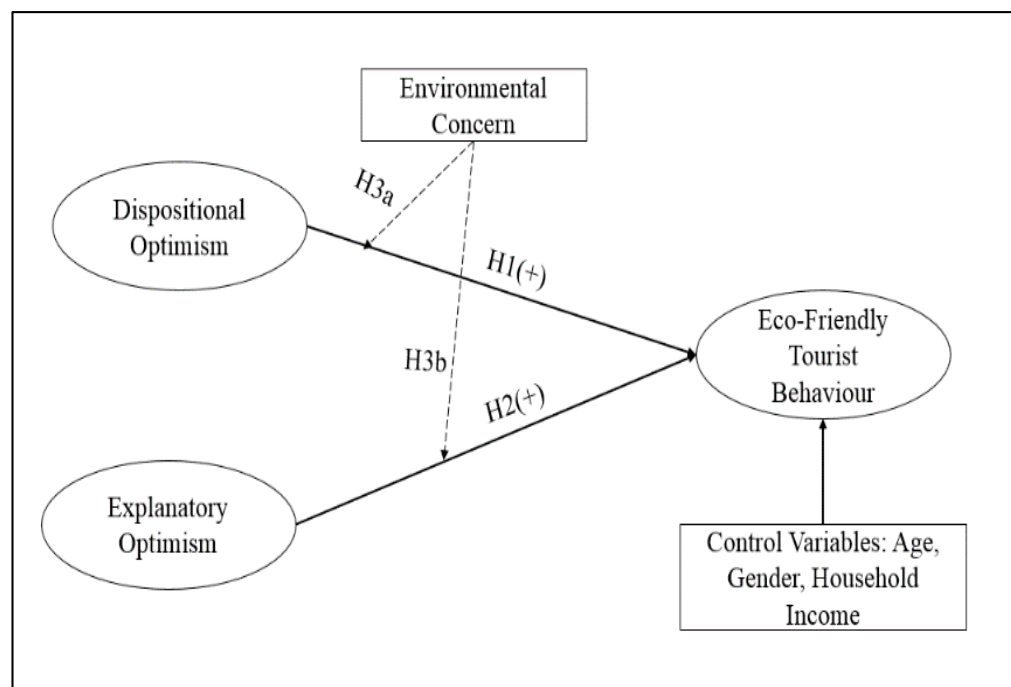 Environmental
Concern
H3a
Dispositional
Optimism
H1(+)
Eco-Friendly
Tourist
Behaviour
H3b
H2(+)
Explanatory
Optimism
Control Variables: Age,
Gender, Household
Income